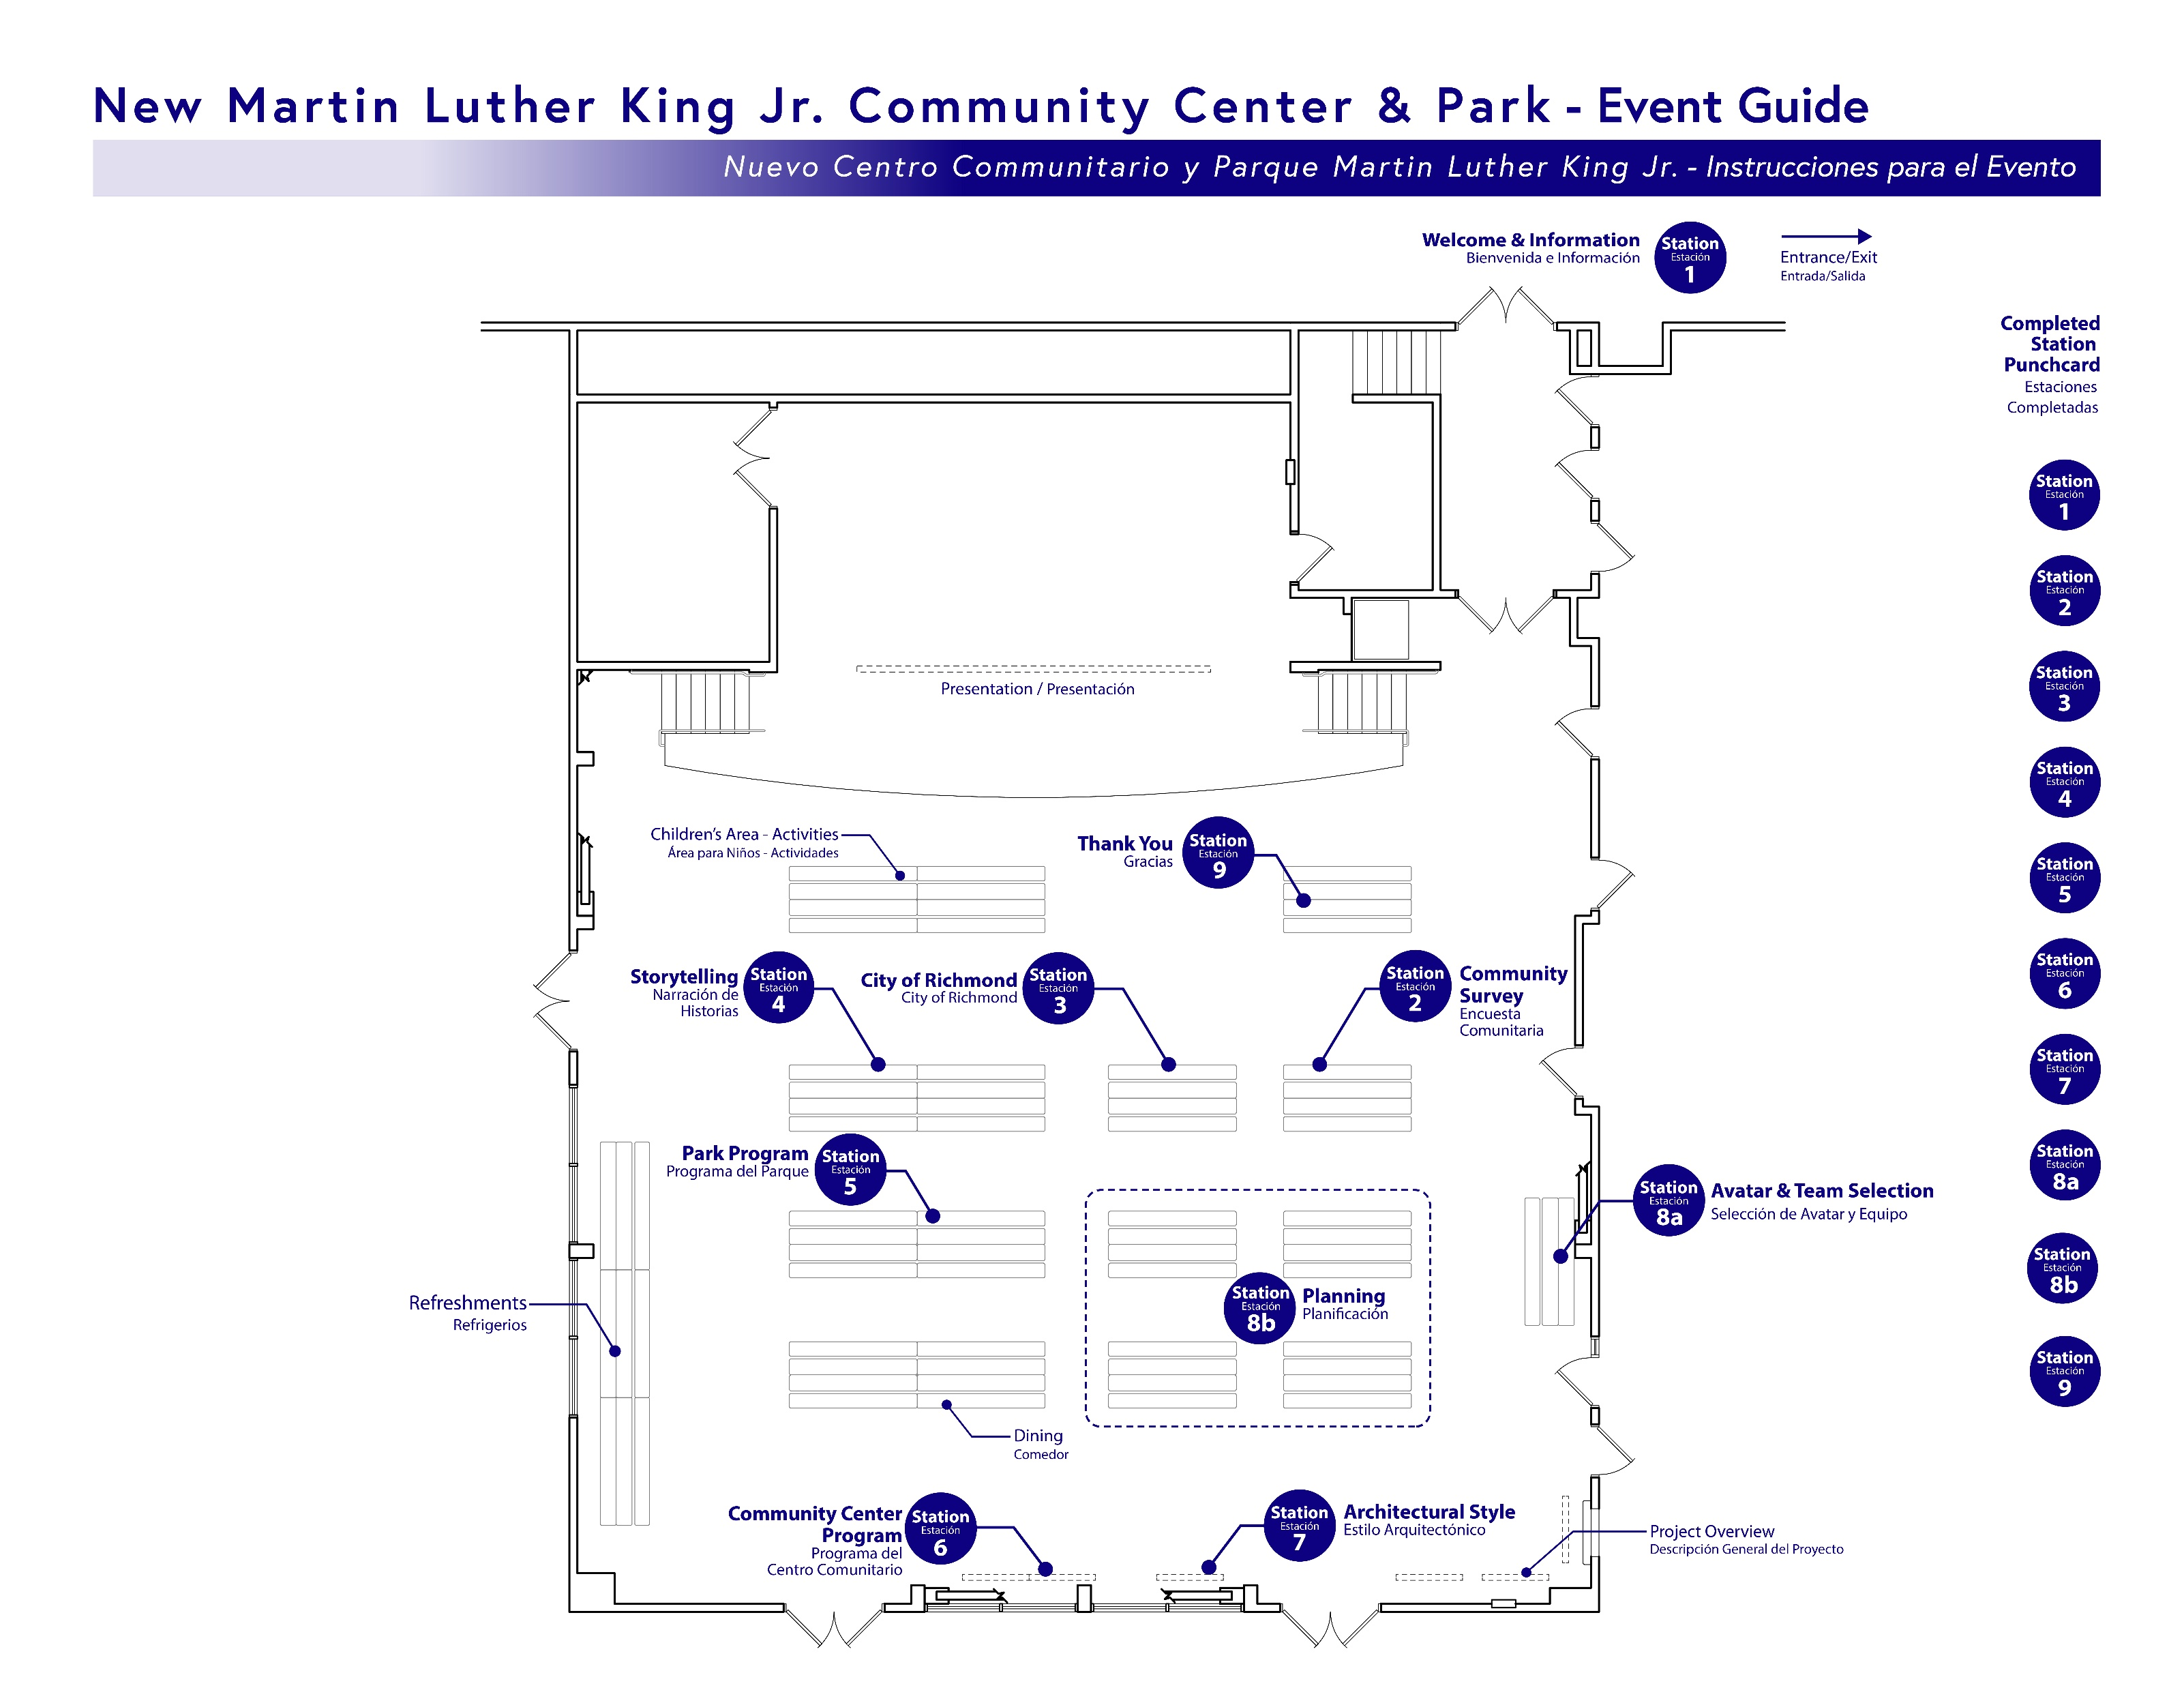 New Martin Luther King Jr. Community Center & Park - Event Guide
Nuevo Centro Communitario y Parque Martin Luther King Jr. - Instrucciones para el Evento
Welcome & Information
Bienvenida e Información
Station
Estación
1
Entrance/Exit
Entrada/Salida
Completed
Station
Punchcard
Estaciones
Completadas
Station
Estación
1
Station
Estación
2
Station
Estación
3
Station
Estación
4
Station
Estación
5
Station
Estación
6
Station
Estación
7
Station
Estación
8a
Station
Estación
8b
Station
Estación
9
Presentation / Presentación
Children's Area - Activities
Área para Niños - Actividades
Thank You
Gracias
Station
Estación
9
Storytelling
Narración de
Historias
Station
Estación
4
City of Richmond
City of Richmond
Station
Estación
3
Station
Estación
2
Community
Survey
Encuesta
Comunitaria
Park Program
Programa del Parque
Station
Estación
5
Station
Estación
8a
Avatar & Team Selection
Selección de Avatar y Equipo
Refreshments
Refrigerios
Station
Estación
8b
Planning
Planificación
Dining
Comedor
Community Center
Program
Programa del
Centro Comunitario
Station
Estación
6
Station
Estación
7
Architectural Style
Estilo Arquitectónico
Project Overview
Descripción General del Proyecto